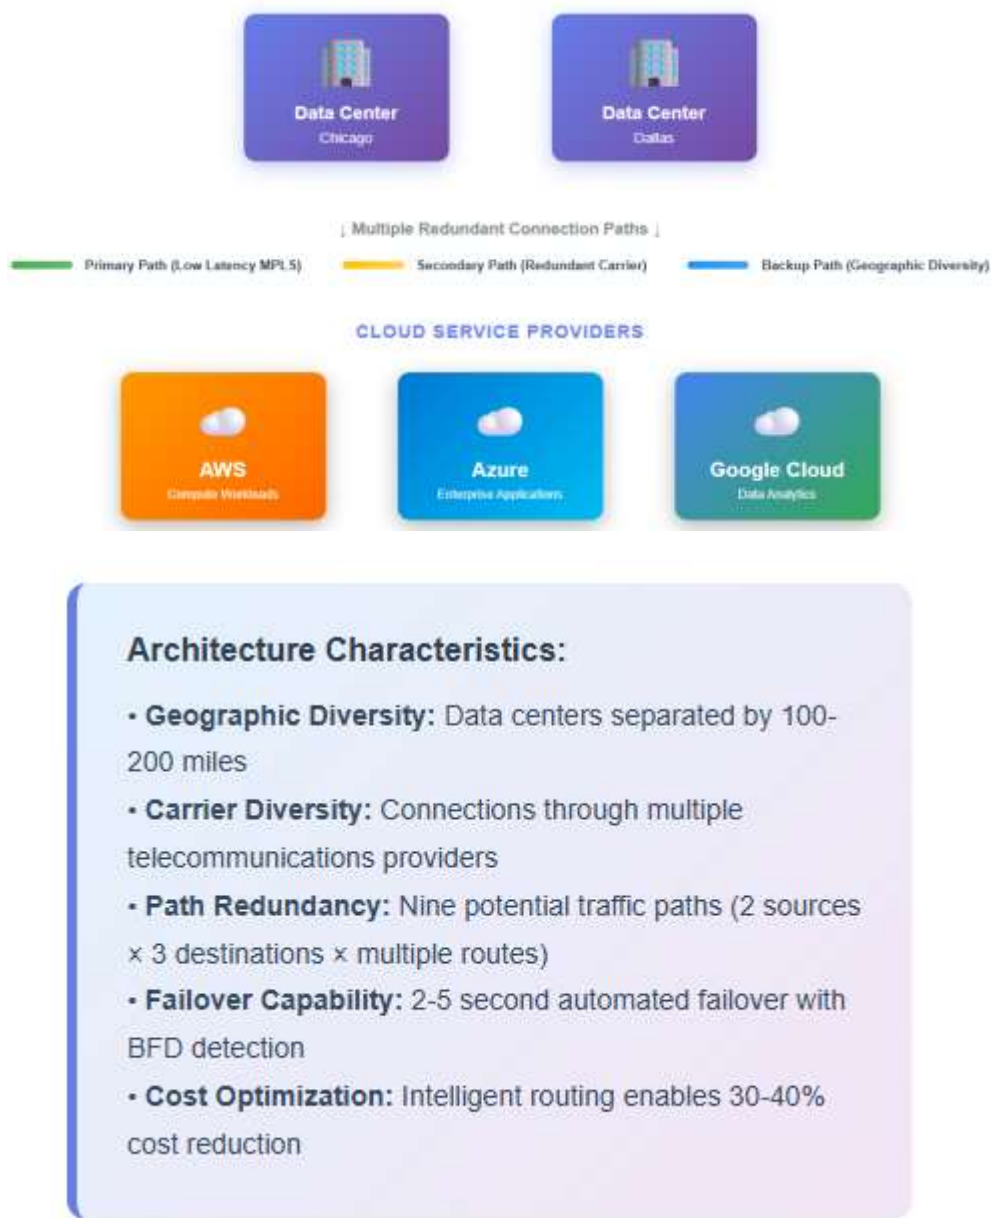 Data Center
Chicago
Data Center
Dallas
↓ Multiple Redundant Connection Paths ↓
Primary Path (Low Latency MPLS)
Secondary Path (Redundant Carrier)
Backup Path (Geographic Diversity)
CLOUD SERVICE PROVIDERS
AWS
Compute Workloads
Azure
Enterprise Applications
Google Cloud
Data Analytics
Architecture Characteristics:
• Geographic Diversity: Data centers separated by 100-
200 miles
• Carrier Diversity: Connections through multiple
telecommunications providers
• Path Redundancy: Nine potential traffic paths (2 sources
× 3 destinations × multiple routes)
• Failover Capability: 2-5 second automated failover with
BFD detection
• Cost Optimization: Intelligent routing enables 30-40%
cost reduction